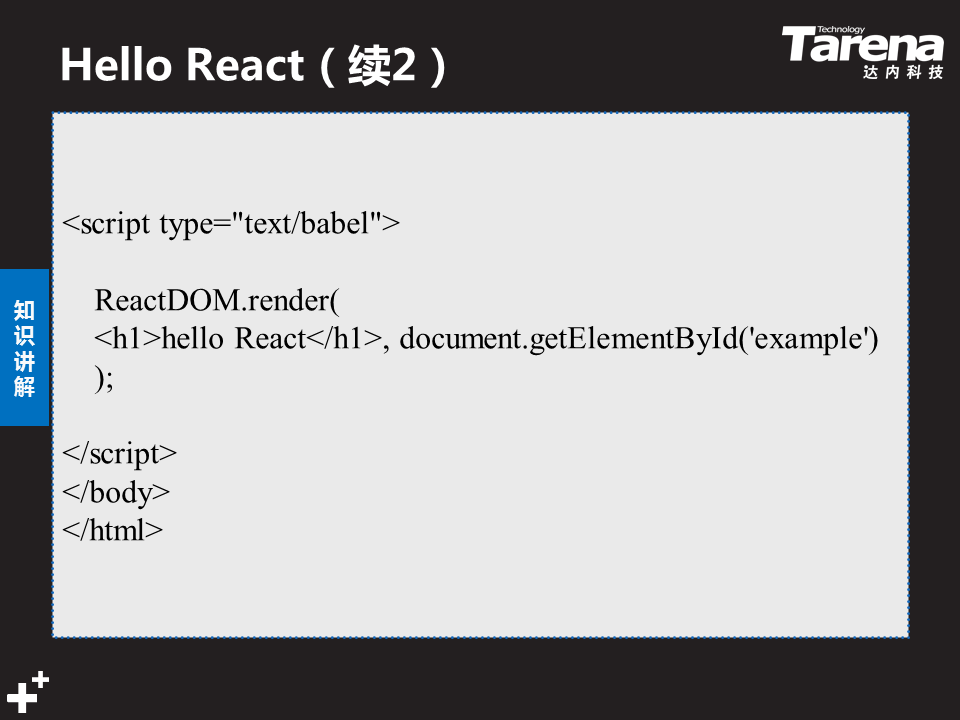 Hello React（续2）
Technology
Tarena
达内科技
知识讲解
<script type="text/babel">
ReactDOM.render(
<h1>hello React</h1>, document.getElementById('example')
);
</script>
</body>
</html>